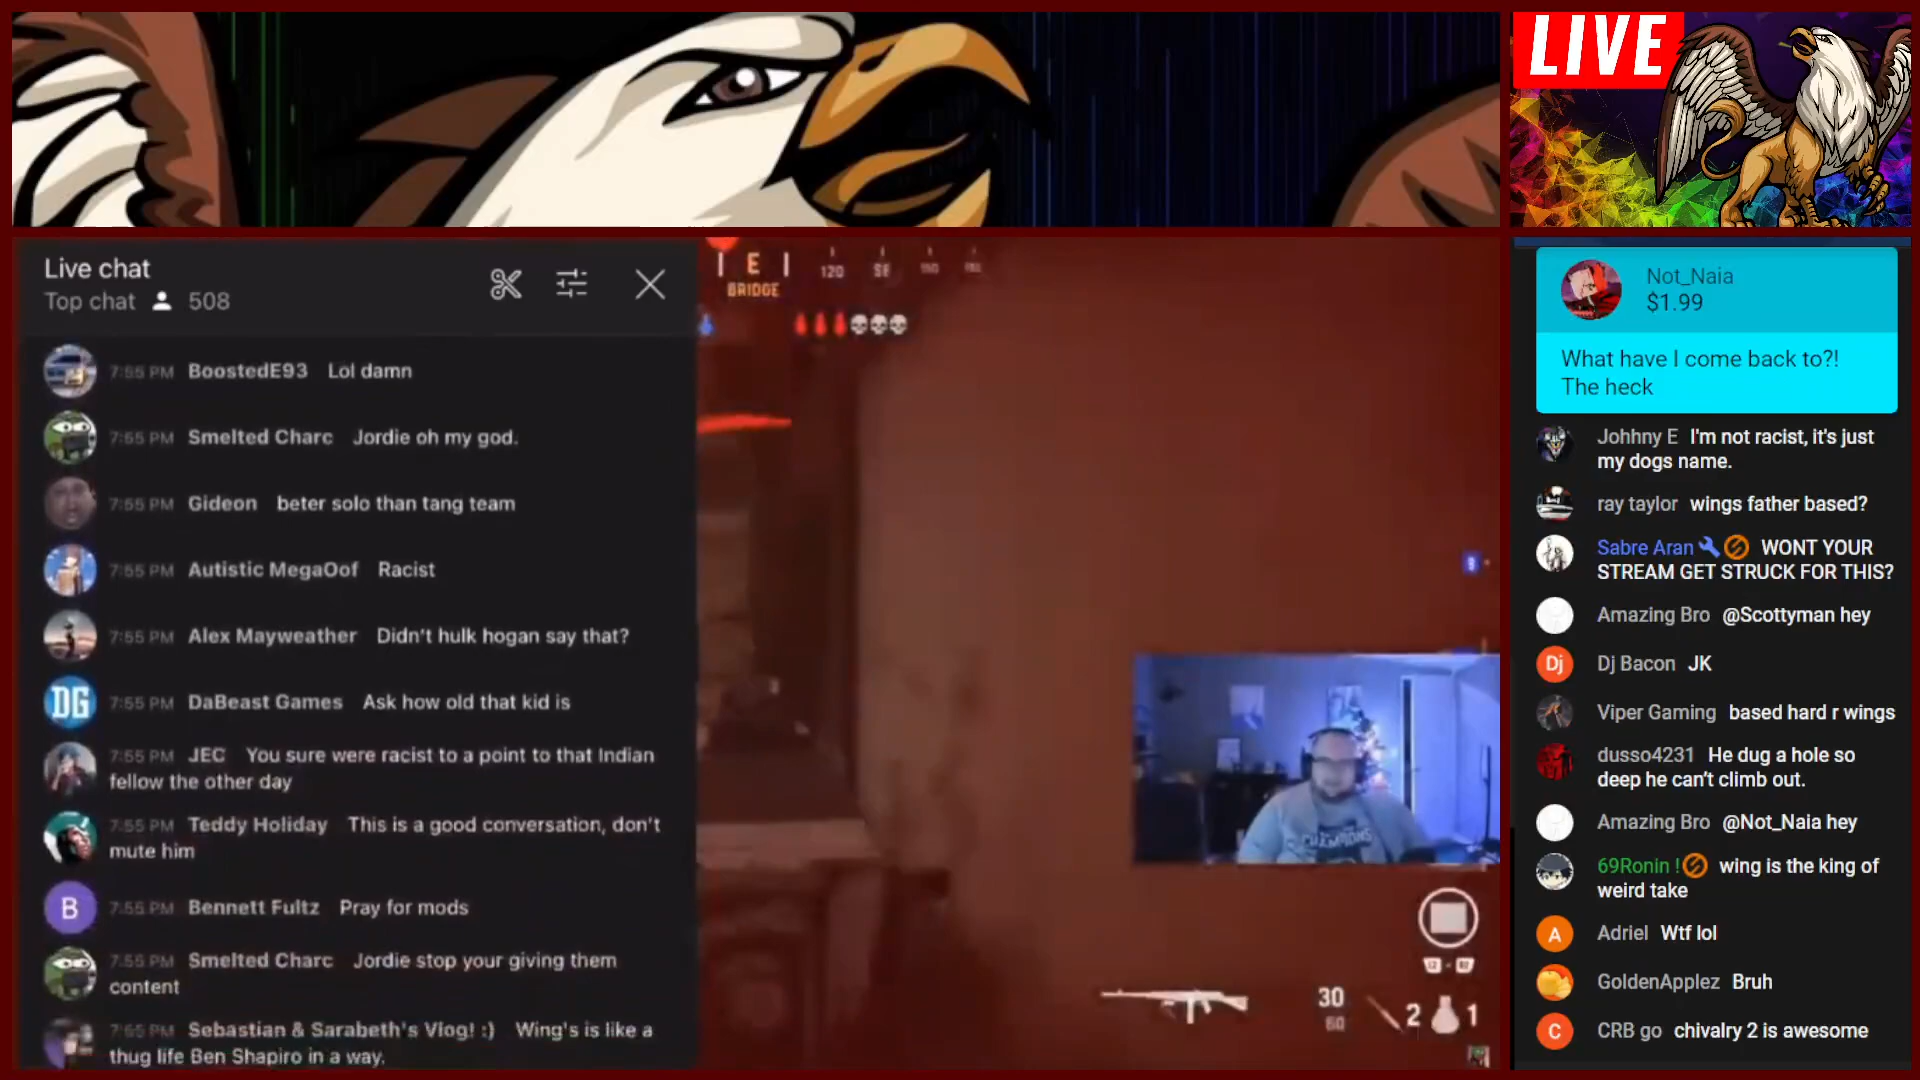 LIVE
Live chat
Top chat 508
7:55 PM BoostedE93 Lol damn
7:55 PM Smelted Charc Jordie oh my god.
7:55 PM Gideon beter solo than tang team
7:55 PM Autistic MegaOof Racist
7:55 PM Alex Mayweather Didn't hulk hogan say that?
DG
7:55 PM DaBeast Games Ask how old that kid is
7:55 PM JEC You sure were racist to a point to that Indian
fellow the other day
7:55 PM Teddy Holiday This is a good conversation, don't
mute him
B
7:55 PM Bennett Fultz Pray for mods
7:55 PM Smelted Charc Jordie stop your giving them
content
7:55 PM Sebastian & Sarabeth's Vlog! :) Wing's is like a
thug life Ben Shapiro in a way.
E 120 SE
BRIDGE
CHAMPIONS
30
60
2
1
Not_Naia
$1.99
What have I come back to?!
The heck
Johhny E I'm not racist, it's just
my dogs name.
ray taylor wings father based?
Sabre Aran WONT YOUR
STREAM GET STRUCK FOR THIS?
Amazing Bro @Scottyman hey
Dj
Dj Bacon JK
Viper Gaming based hard r wings
dusso4231 He dug a hole so
deep he can't climb out.
Amazing Bro @Not_Naia hey
69Ronin ! wing is the king of
weird take
A
Adriel Wtf lol
GoldenApplez Bruh
C
CRB go chivalry 2 is awesome